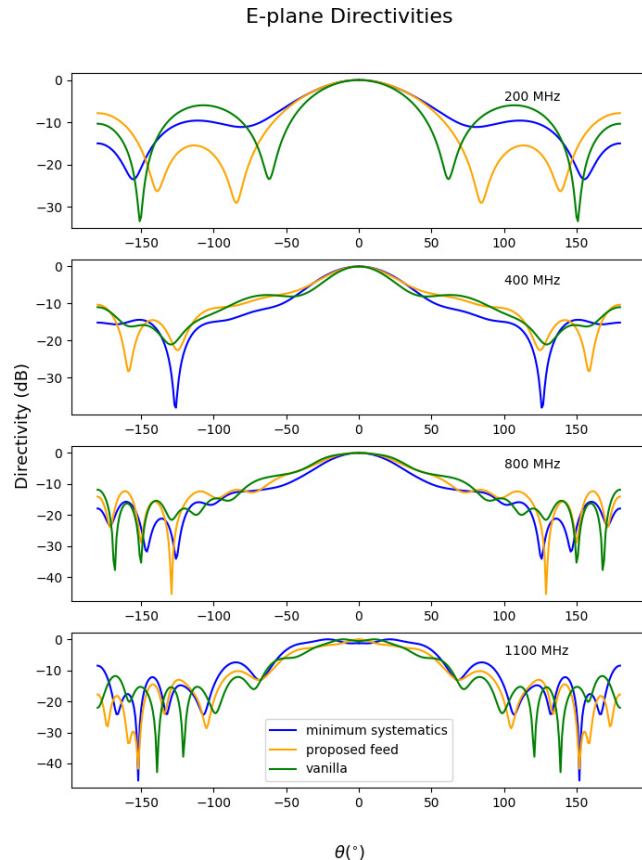 E-plane Directivities
200 MHz
0
−10
−20
−30
−150 −100 −50 0 50 100 150
400 MHz
0
−10
−20
−30
−150 −100 −50 0 50 100 150
Directivity (dB)
800 MHz
0
−10
−20
−30
−40
−150 −100 −50 0 50 100 150
1100 MHz
0
−10
−20
−30
−40
minimum systematics
proposed feed
vanilla
−150 −100 −50 0 50 100 150
θ(°)